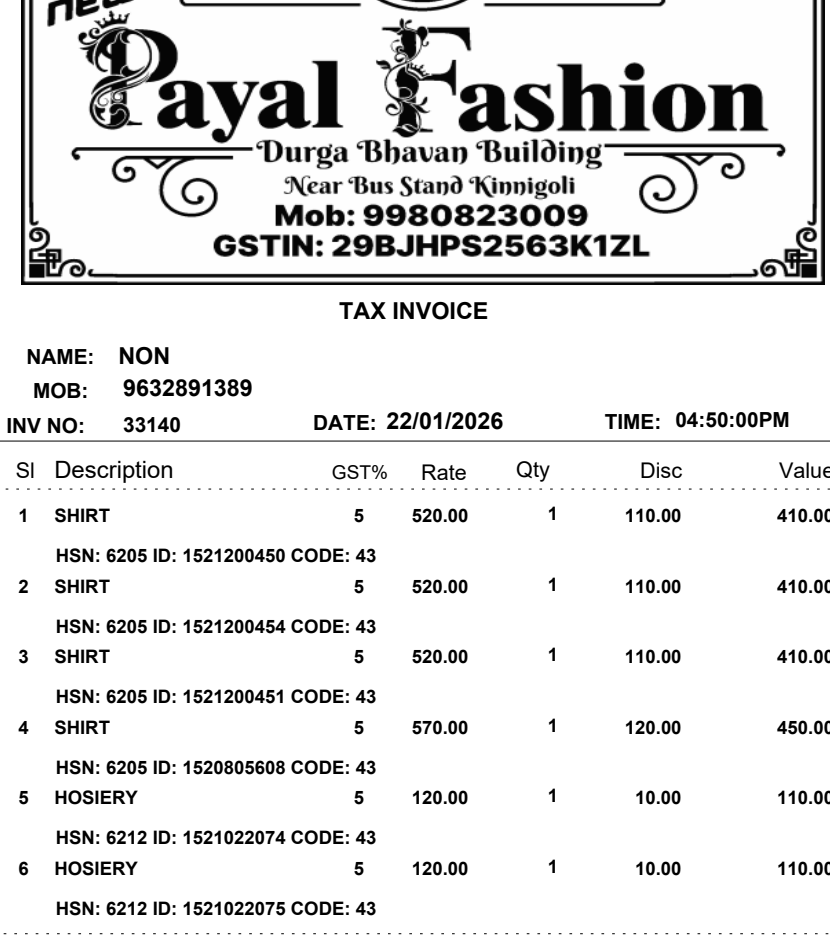 new
Payal Fashion
Durga Bhavan Building
Near Bus Stand Kinnigoli
Mob: 9980823009
GSTIN: 29BJHPS2563K1ZL
TAX INVOICE
NAME: NON
MOB: 9632891389
INV NO: 33140 DATE: 22/01/2026 TIME: 04:50:00PM
Sl Description GST% Rate Qty Disc Value
1 SHIRT 5 520.00 1 110.00 410.00
HSN: 6205 ID: 1521200450 CODE: 43
2 SHIRT 5 520.00 1 110.00 410.00
HSN: 6205 ID: 1521200454 CODE: 43
3 SHIRT 5 520.00 1 110.00 410.00
HSN: 6205 ID: 1521200451 CODE: 43
4 SHIRT 5 570.00 1 120.00 450.00
HSN: 6205 ID: 1520805608 CODE: 43
5 HOSIERY 5 120.00 1 10.00 110.00
HSN: 6212 ID: 1521022074 CODE: 43
6 HOSIERY 5 120.00 1 10.00 110.00
HSN: 6212 ID: 1521022075 CODE: 43